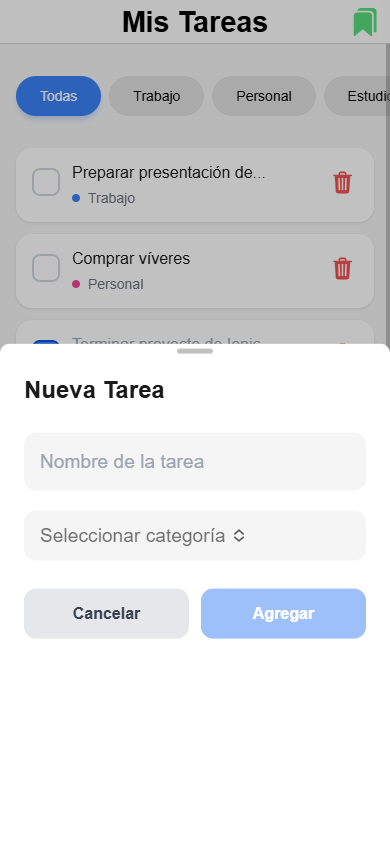 Mis Tareas
Todas
Trabajo
Personal
Preparar presentación de...
Trabajo
Comprar víveres
Personal
Terminar proyecto de Ionic
Nueva Tarea
Nombre de la tarea
Seleccionar categoría
Cancelar
Agregar